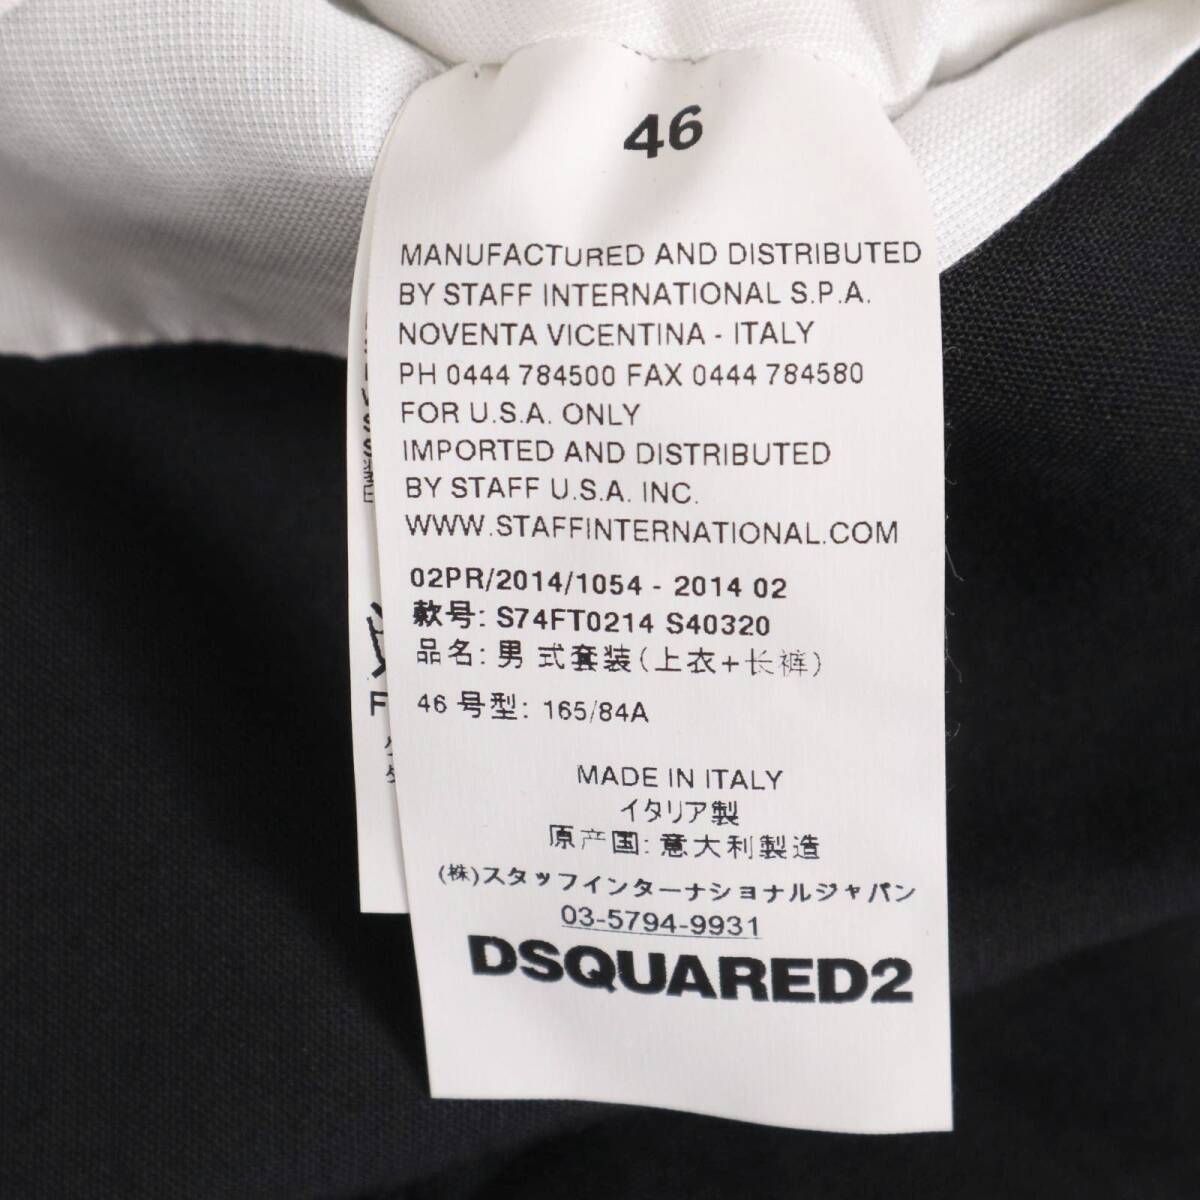 46
MANUFACTURED AND DISTRIBUTED
BY STAFF INTERNATIONAL S.P.A.
NOVENTA VICENTINA - ITALY
PH 0444 784500 FAX 0444 784580
FOR U.S.A. ONLY
IMPORTED AND DISTRIBUTED
BY STAFF U.S.A. INC.
WWW.STAFFINTERNATIONAL.COM
02PR/2014/1054 - 2014 02
款号: S74FT0214 S40320
品名: 男 式套装(上衣+长裤)
46 号型: 165/84A
MADE IN ITALY
イタリア製
原产国: 意大利製造
(株)スタッフインターナショナルジャパン
03-5794-9931
DSQUARED2